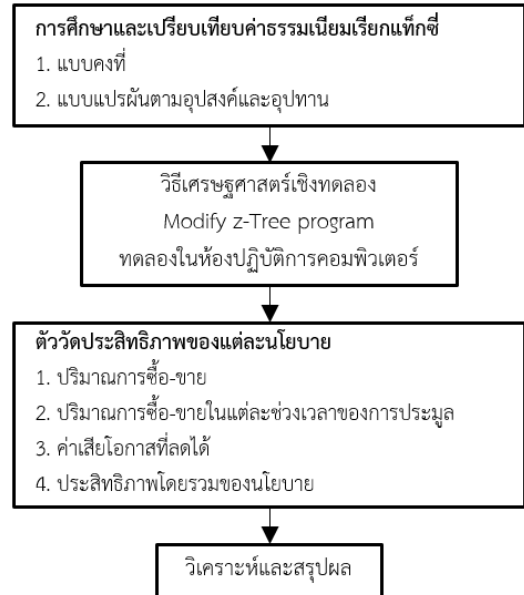 การศึกษาและเปรียบเทียบค่าธรรมเนียมเรียกแท็กซี่
1. แบบคงที่
2. แบบแปรผันตามอุปสงค์และอุปทาน
วิธีเศรษฐศาสตร์เชิงทดลอง
Modify z-Tree program
ทดลองในห้องปฏิบัติการคอมพิวเตอร์
ตัววัดประสิทธิภาพของแต่ละนโยบาย
1. ปริมาณการซื้อ-ขาย
2. ปริมาณการซื้อ-ขายในแต่ละช่วงเวลาของการประมูล
3. ค่าเสียโอกาสที่ลดได้
4. ประสิทธิภาพโดยรวมของนโยบาย
วิเคราะห์และสรุปผล